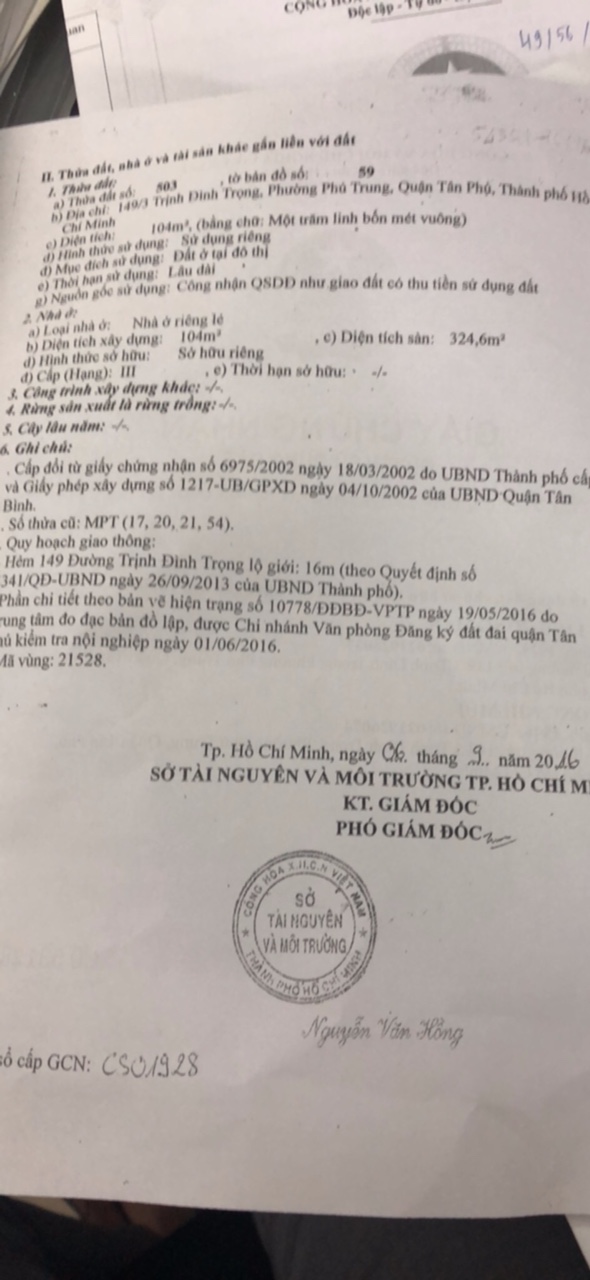 CỘNG HÒ
Độc lập - Tự do
uan
49156 /
II. Thửa đất, nhà ở và tài sản khác gắn liền với đất
1. Thửa đất:
a) Thửa đất số: 503 , tờ bản đồ số: 59
b) Địa chỉ: 149/3 Trịnh Đình Trọng, Phường Phú Trung, Quận Tân Phú, Thành phố Hồ
Chí Minh
c) Diện tích: 104m², (bằng chữ: Một trăm linh bốn mét vuông)
d) Hình thức sử dụng: Sử dụng riêng
đ) Mục đích sử dụng: Đất ở tại đô thị
e) Thời hạn sử dụng: Lâu dài
g) Nguồn gốc sử dụng: Công nhận QSDĐ như giao đất có thu tiền sử dụng đất
2. Nhà ở:
a) Loại nhà ở: Nhà ở riêng lẻ
b) Diện tích xây dựng: 104m² , c) Diện tích sàn: 324,6m²
d) Hình thức sở hữu: Sở hữu riêng
đ) Cấp (Hạng): III , e) Thời hạn sở hữu: -/-
3. Công trình xây dựng khác: -/-.
4. Rừng sản xuất là rừng trồng: -/-.
5. Cây lâu năm: -/-.
6. Ghi chú:
. Cấp đổi từ giấy chứng nhận số 6975/2002 ngày 18/03/2002 do UBND Thành phố cấp
và Giấy phép xây dựng số 1217-UB/GPXD ngày 04/10/2002 của UBND Quận Tân
Bình.
. Số thửa cũ: MPT (17, 20, 21, 54).
. Quy hoạch giao thông:
Hẻm 149 Đường Trịnh Đình Trọng lộ giới: 16m (theo Quyết định số
341/QĐ-UBND ngày 26/09/2013 của UBND Thành phố).
Phần chi tiết theo bản vẽ hiện trạng số 10778/ĐĐBĐ-VPTP ngày 19/05/2016 do
rung tâm đo đạc bản đồ lập, được Chi nhánh Văn phòng Đăng ký đất đai quận Tân
hú kiểm tra nội nghiệp ngày 01/06/2016.
Mã vùng: 21528.
Tp. Hồ Chí Minh, ngày 06 tháng 9 năm 2016
SỞ TÀI NGUYÊN VÀ MÔI TRƯỜNG TP. HỒ CHÍ MI
KT. GIÁM ĐỐC
PHÓ GIÁM ĐỐC
CỘNG HÒA X.H.C.N VIỆT NAM
SỞ
TÀI NGUYÊN
VÀ MÔI TRƯỜNG
THÀNH PHỐ HỒ CHÍ MINH
Nguyễn Văn Hồng
số cấp GCN: CS01928